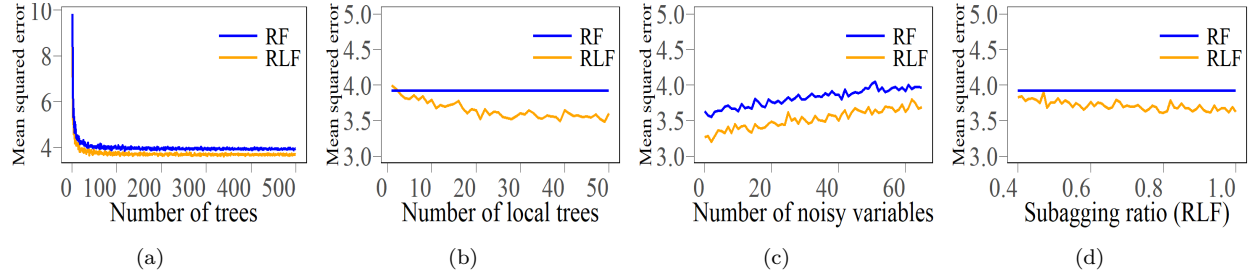 Mean squared error
10
8
6
4
RF
RLF
0 100 200 300 400 500
Number of trees
(a)
Mean squared error
5.0
4.5
4.0
3.5
3.0
RF
RLF
0 10 20 30 40 50
Number of local trees
(b)
Mean squared error
5.0
4.5
4.0
3.5
3.0
RF
RLF
0 20 40 60
Number of noisy variables
(c)
Mean squared error
5.0
4.5
4.0
3.5
3.0
RF
RLF
0.4 0.6 0.8 1.0
Subagging ratio (RLF)
(d)